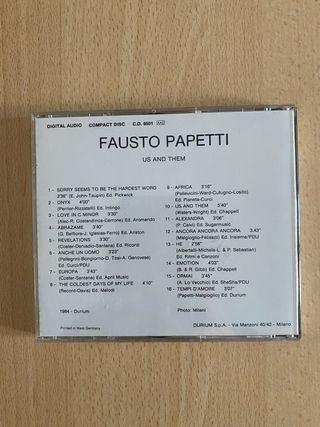 DIGITAL AUDIO COMPACT DISC C.D. 9501 AAD
FAUSTO PAPETTI
US AND THEM
1 - SORRY SEEMS TO BE THE HARDEST WORD
3'36" (E. John-Taupin) Ed. Pickwick
2 - ONYX 4'00"
(Perrier-Rizzatelli) Ed. Intingo
3 - LOVE IN C MINOR 3'30"
(Alec-R. Costandinos-Cerrone) Ed. Aromando
4 - ABRAZAME 3'40"
(G. Belfiore-J. Iglesias-Ferro) Ed. Ariston
5 - REVELATIONS 3'30"
(Coster-Dervadio-Santana) Ed. Ricordi
6 - ANCHE UN UOMO 3'22"
(Pellegrini-Bongiorno-D. Tosi-A. Genovese)
Ed. Curci/PDU
7 - EUROPA 3'43"
(Coster-Santana) Ed. April Music
8 - THE COLDEST DAYS OF MY LIFE 4'10"
(Record-Davis) Ed. Melodi
9 - AFRICA 3'16"
(Pallavicini-Ward-Cutugno-Losito)
Ed. Pianeta-Curci
10 - US AND THEM 5'40"
(Waters-Wright) Ed. Chappell
11 - ALEXANDRA 3'06"
(P. Calvi) Ed. Sugarmusic
12 - ANCORA ANCORA ANCORA 3.43"
(Malgioglio-Felisatti) Ed. Insieme/PDU
13 - HE 2'58"
(Albertelli-Michele-L. & P. Sebastian)
Ed. Ritmi e Canzoni
14 - EMOTION 4'03"
(B. & R. Gibb) Ed. Chappell
15 - ORMAI 3'45"
(A. Lo Vecchio) Ed. SheSha/PDU
16 - TEMPI D'AMORE 3'07"
(Papetti-Malgioglio) Ed. Durium
1984 - Durium
Photo: Milani
Printed in West Germany
DURIUM S.p.A. - Via Manzoni 40/42 - Milano